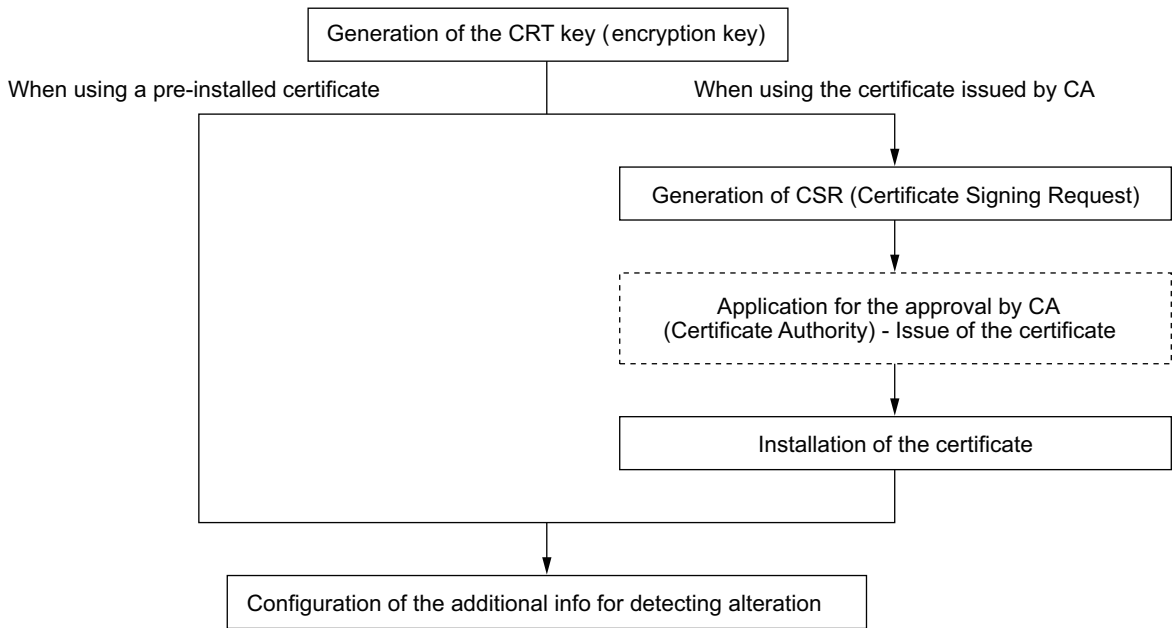 Generation of the CRT key (encryption key)
When using a pre-installed certificate
When using the certificate issued by CA
Generation of CSR (Certificate Signing Request)
Application for the approval by CA
(Certificate Authority) - Issue of the certificate
Installation of the certificate
Configuration of the additional info for detecting alteration